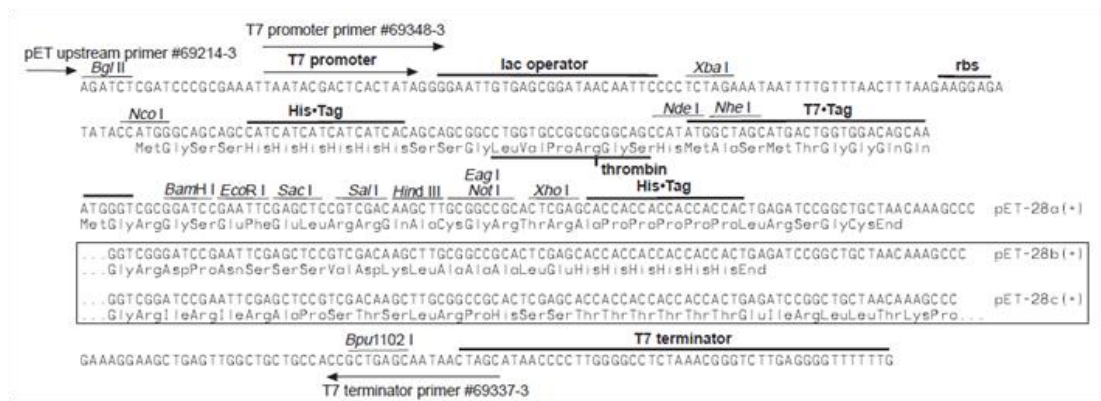 T7 promoter primer #69348-3
pET upstream primer #69214-3
Bgl II
T7 promoter
lac operator
Xba I
rbs
AGATCTCGATCCCGCGAAATTAATACGACTCACTATAGGGGAATTGTGAGCGGATAACAATTCCCCTCTAGAAATAATTTTGTTTAACTTTAAGAAGGAGA
Nco I
His•Tag
Nde I
Nhe I
T7•Tag
TATACCATGGGCAGCAGCCATCATCATCATCATCACAGCAGCGGCCTGGTGCCGCGCGGCAGCCATATGGCTAGCATGACTGGTGGACAGCAA
MetGlySerSerHisHisHisHisHisHisSerSerGlyLeuValProArgGlySerHisMetAlaSerMetThrGlyGlyGlnGln
thrombin
BamH I
EcoR I
Sac I
Sal I
Hind III
Eag I
Not I
Xho I
His•Tag
ATGGGTCGCGGATCCGAATTCGAGCTCCGTCGACAAGCTTGCGGCCGCACTCGAGCACCACCACCACCACCACTGAGATCCGGCTGCTAACAAAGCCC pET-28a(+)
MetGlyArgGlySerGluPheGluLeuArgArgGlnAlaCysGlyArgThrArgAlaProProProProProLeuArgSerGlyCysEnd
...GGTCGGGATCCGAATTCGAGCTCCGTCGACAAGCTTGCGGCCGCACTCGAGCACCACCACCACCACCACTGAGATCCGGCTGCTAACAAAGCCC pET-28b(+)
...GlyArgAspProAsnSerSerSerValAspLysLeuAlaAlaAlaLeuGluHisHisHisHisHisHisEnd
...GGTCGGATCCGAATTCGAGCTCCGTCGACAAGCTTGCGGCCGCACTCGAGCACCACCACCACCACCACTGAGATCCGGCTGCTAACAAAGCCC pET-28c(+)
...GlyArgIleArgIleArgAlaProSerThrSerLeuArgProHisSerSerThrThrThrThrThrThrGluIleArgLeuLeuThrLysPro...
Bpu1102 I
T7 terminator
GAAAGGAAGCTGAGTTGGCTGCTGCCACCGCTGAGCAATAACTAGCATAACCCCTTGGGGCCTCTAAACGGGTCTTGAGGGGTTTTTTG
T7 terminator primer #69337-3